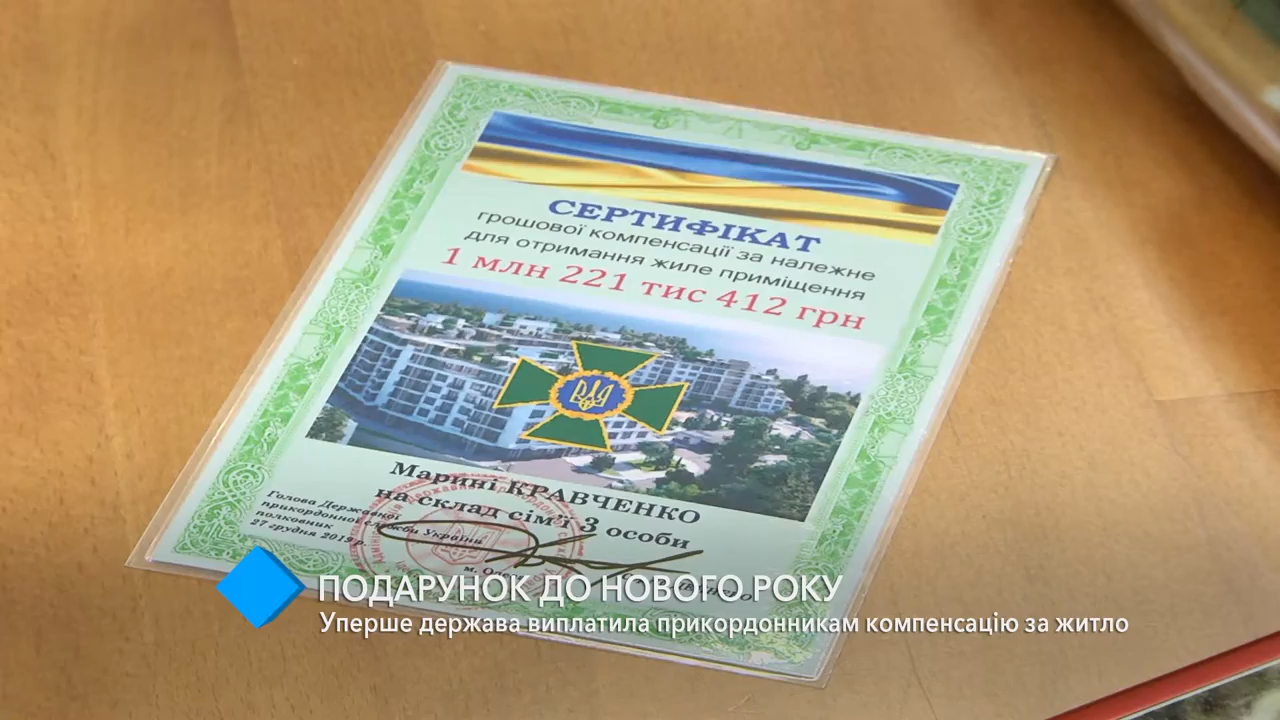 СЕРТИФІКАТ
грошової компенсації за належне
для отримання жиле приміщення
1 млн 221 тис 412 грн
Марині КРАВЧЕНКО
на склад сім'ї 3 особи
Голова Державної
прикордонної служби України
полковник
27 грудня 2019 р.
ПОДАРУНОК ДО НОВОГО РОКУ
Уперше держава виплатила прикордонникам компенсацію за житло